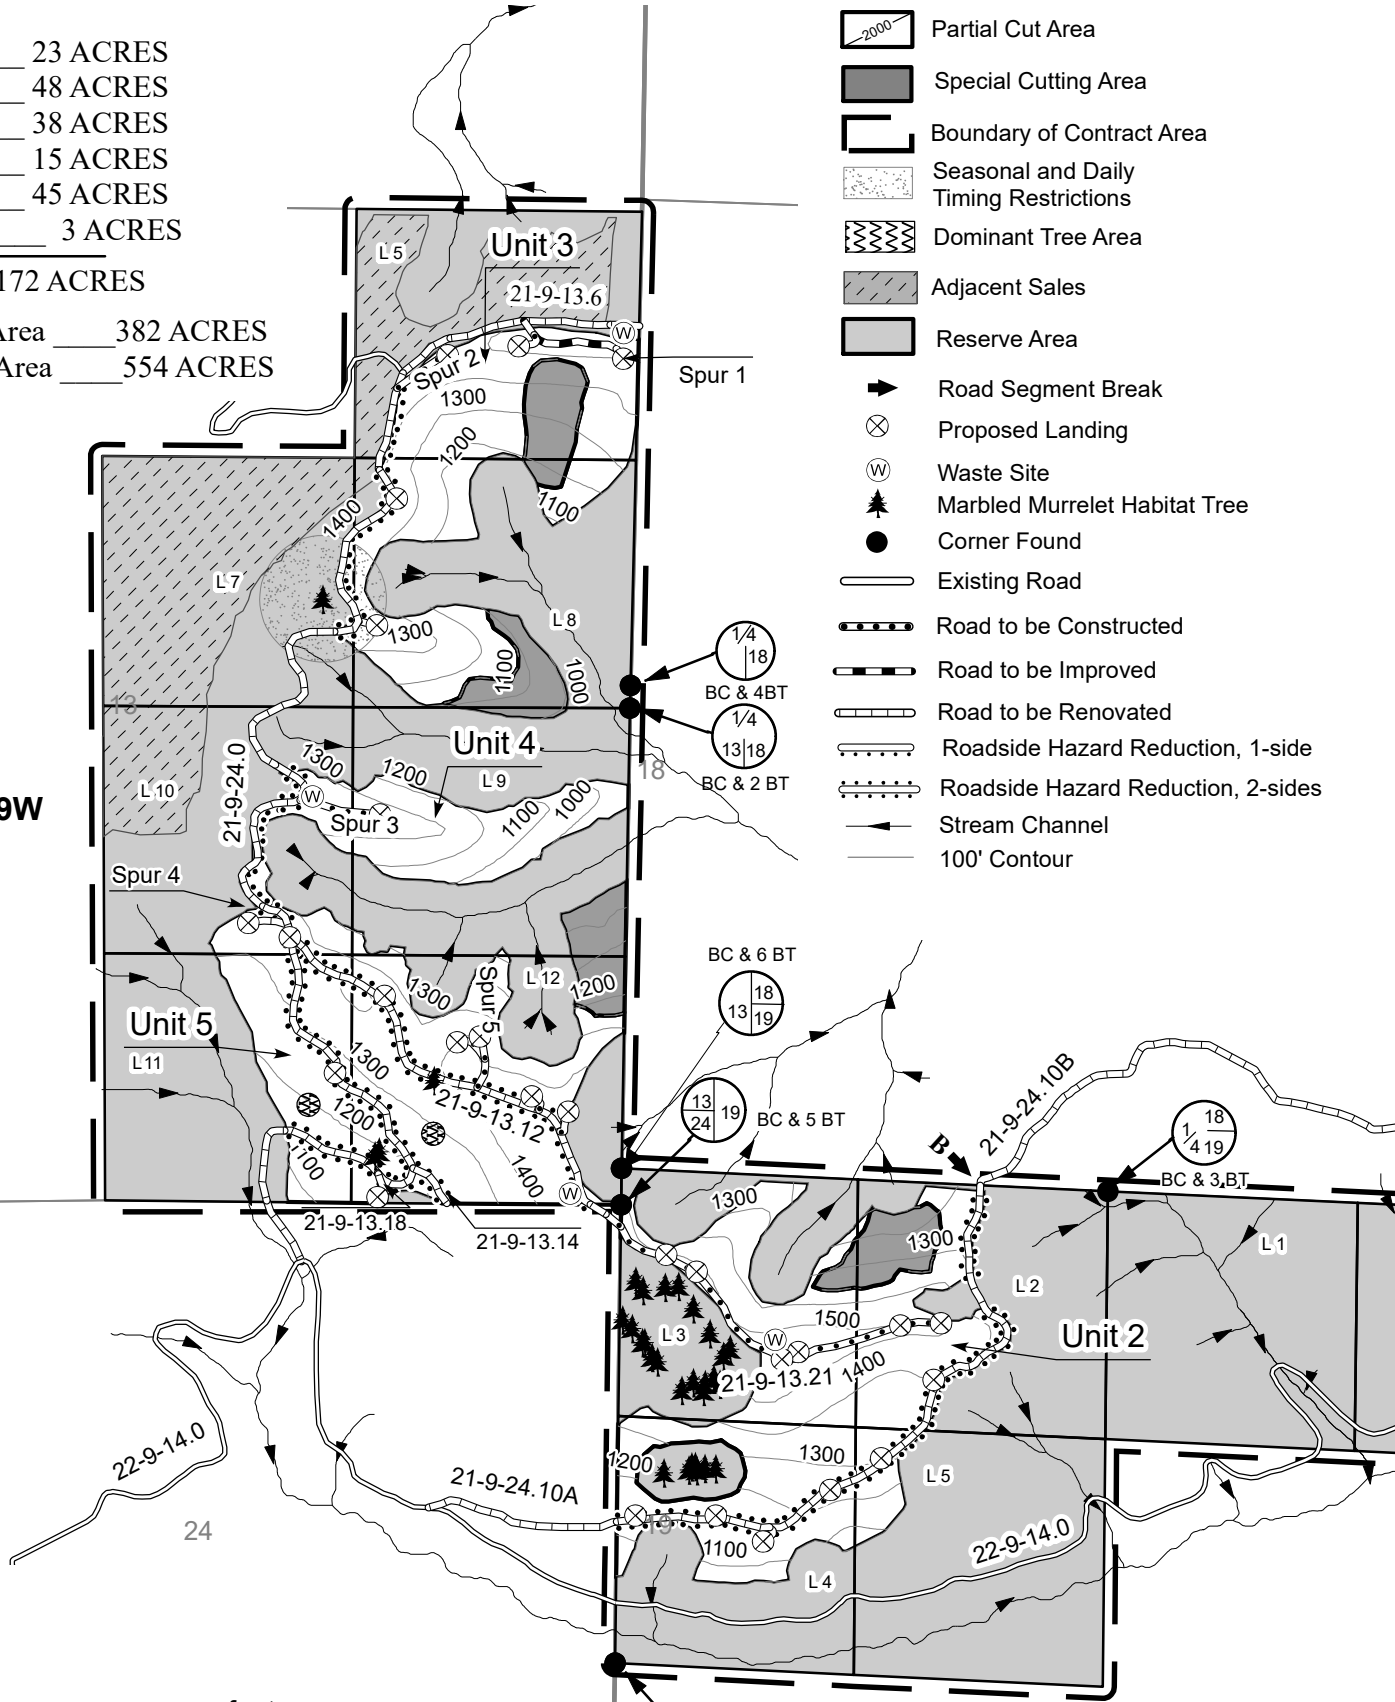 23 ACRES
48 ACRES
38 ACRES
15 ACRES
45 ACRES
3 ACRES
172 ACRES
Area ____382 ACRES
Area ____554 ACRES
2000
Partial Cut Area
Special Cutting Area
Boundary of Contract Area
Seasonal and Daily
Timing Restrictions
Dominant Tree Area
Adjacent Sales
Reserve Area
Road Segment Break
Proposed Landing
W
Waste Site
Marbled Murrelet Habitat Tree
Corner Found
Existing Road
Road to be Constructed
Road to be Improved
Road to be Renovated
Roadside Hazard Reduction, 1-side
Roadside Hazard Reduction, 2-sides
Stream Channel
100' Contour
L 5
Unit 3
21-9-13.6
W
Spur 1
Spur 2
1300
1200
1100
1400
L 7
1300
L 8
1100
1000
1/4
18
BC & 4BT
1/4
13 18
BC & 2 BT
13
18
Unit 4
L 9
21-9-24.0
1300
1200
1100
1000
L 10
W
Spur 3
9W
Spur 4
L 12
1200
1300
Spur 5
BC & 6 BT
13
18
19
Unit 5
L 11
1300
1200
1100
21-9-13.12
1400
W
13
24
19
BC & 5 BT
B
21-9-24.10B
18
1/4 19
BC & 3 BT
21-9-13.18
21-9-13.14
1300
1300
L 1
L 2
L 3
1500
W
Unit 2
21-9-13.21
1400
1200
1300
L 5
22-9-14.0
21-9-24.10A
24
19
1100
22-9-14.0
L 4